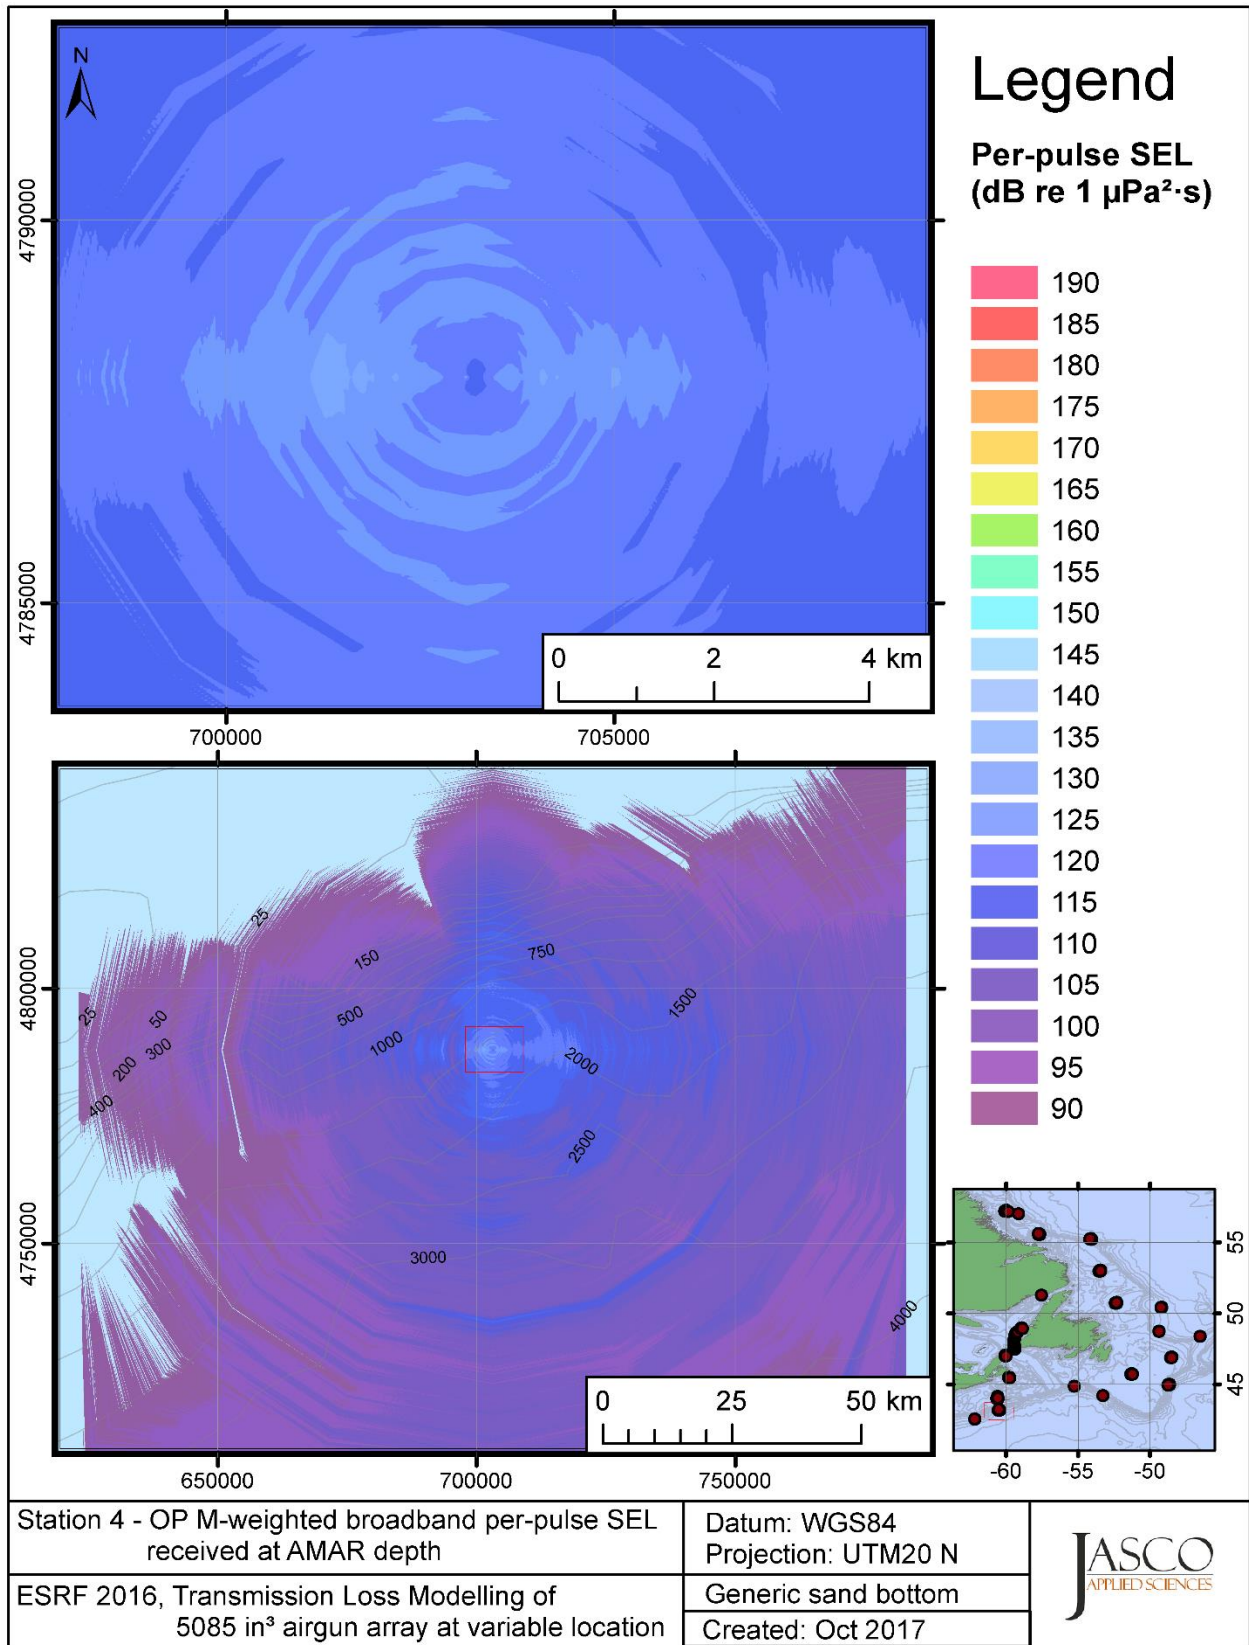 N
4790000
4785000
0 2 4 km
700000 705000
25
150
750
500
1500
1000
25
50
300
200
400
2000
2500
3000
4000
4800000
4750000
0 25 50 km
650000 700000 750000
Legend
Per-pulse SEL
(dB re 1 µPa²·s)
190
185
180
175
170
165
160
155
150
145
140
135
130
125
120
115
110
105
100
95
90
55
50
45
-60 -55 -50
Station 4 - OP M-weighted broadband per-pulse SEL
received at AMAR depth
ESRF 2016, Transmission Loss Modelling of
5085 in³ airgun array at variable location
Datum: WGS84
Projection: UTM20 N
Generic sand bottom
Created: Oct 2017
JASCO
APPLIED SCIENCES